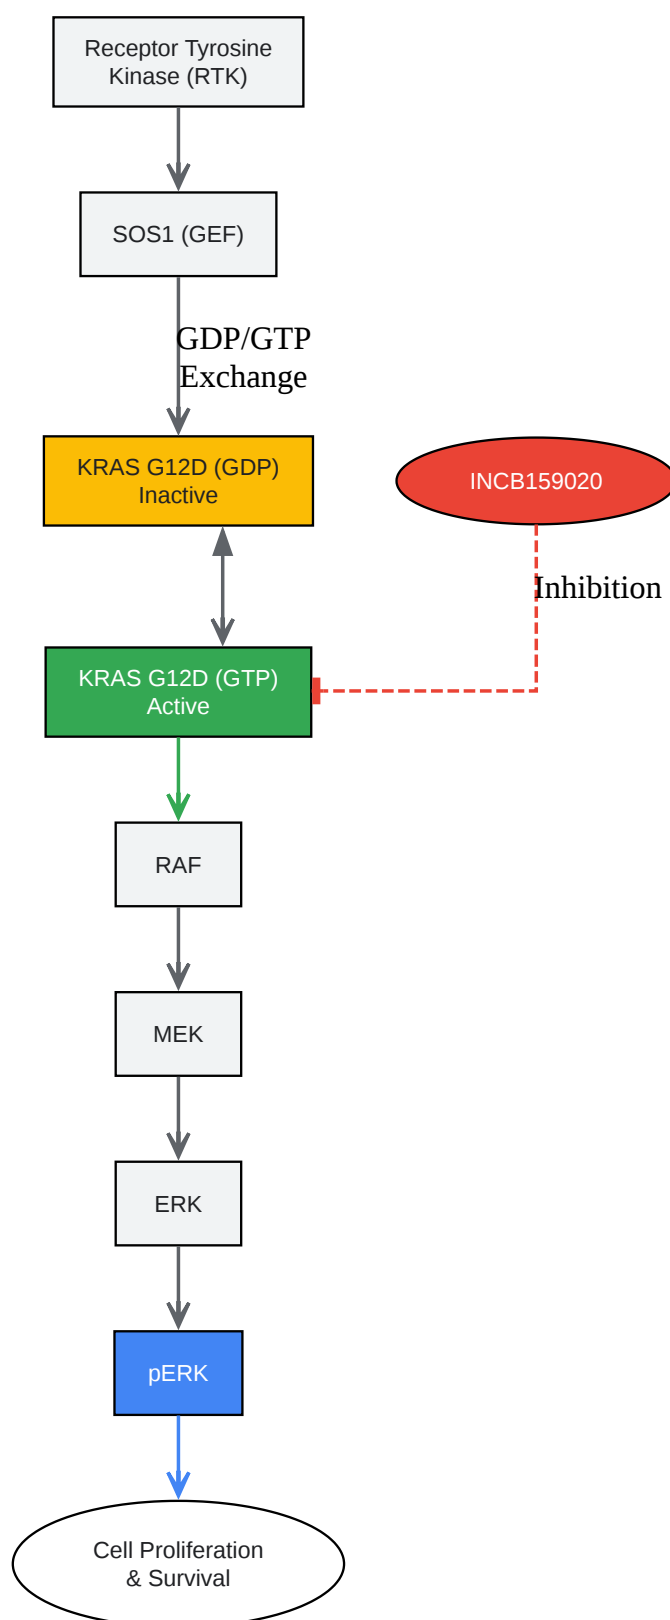 Receptor Tyrosine
Kinase (RTK)
SOS1 (GEF)
GDP/GTP
Exchange
KRAS G12D (GDP)
Inactive
INCB159020
Inhibition
KRAS G12D (GTP)
Active
RAF
MEK
ERK
pERK
Cell Proliferation
& Survival